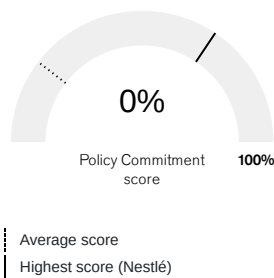 0%
Policy Commitment 100%
score
Average score
Highest score (Nestlé)